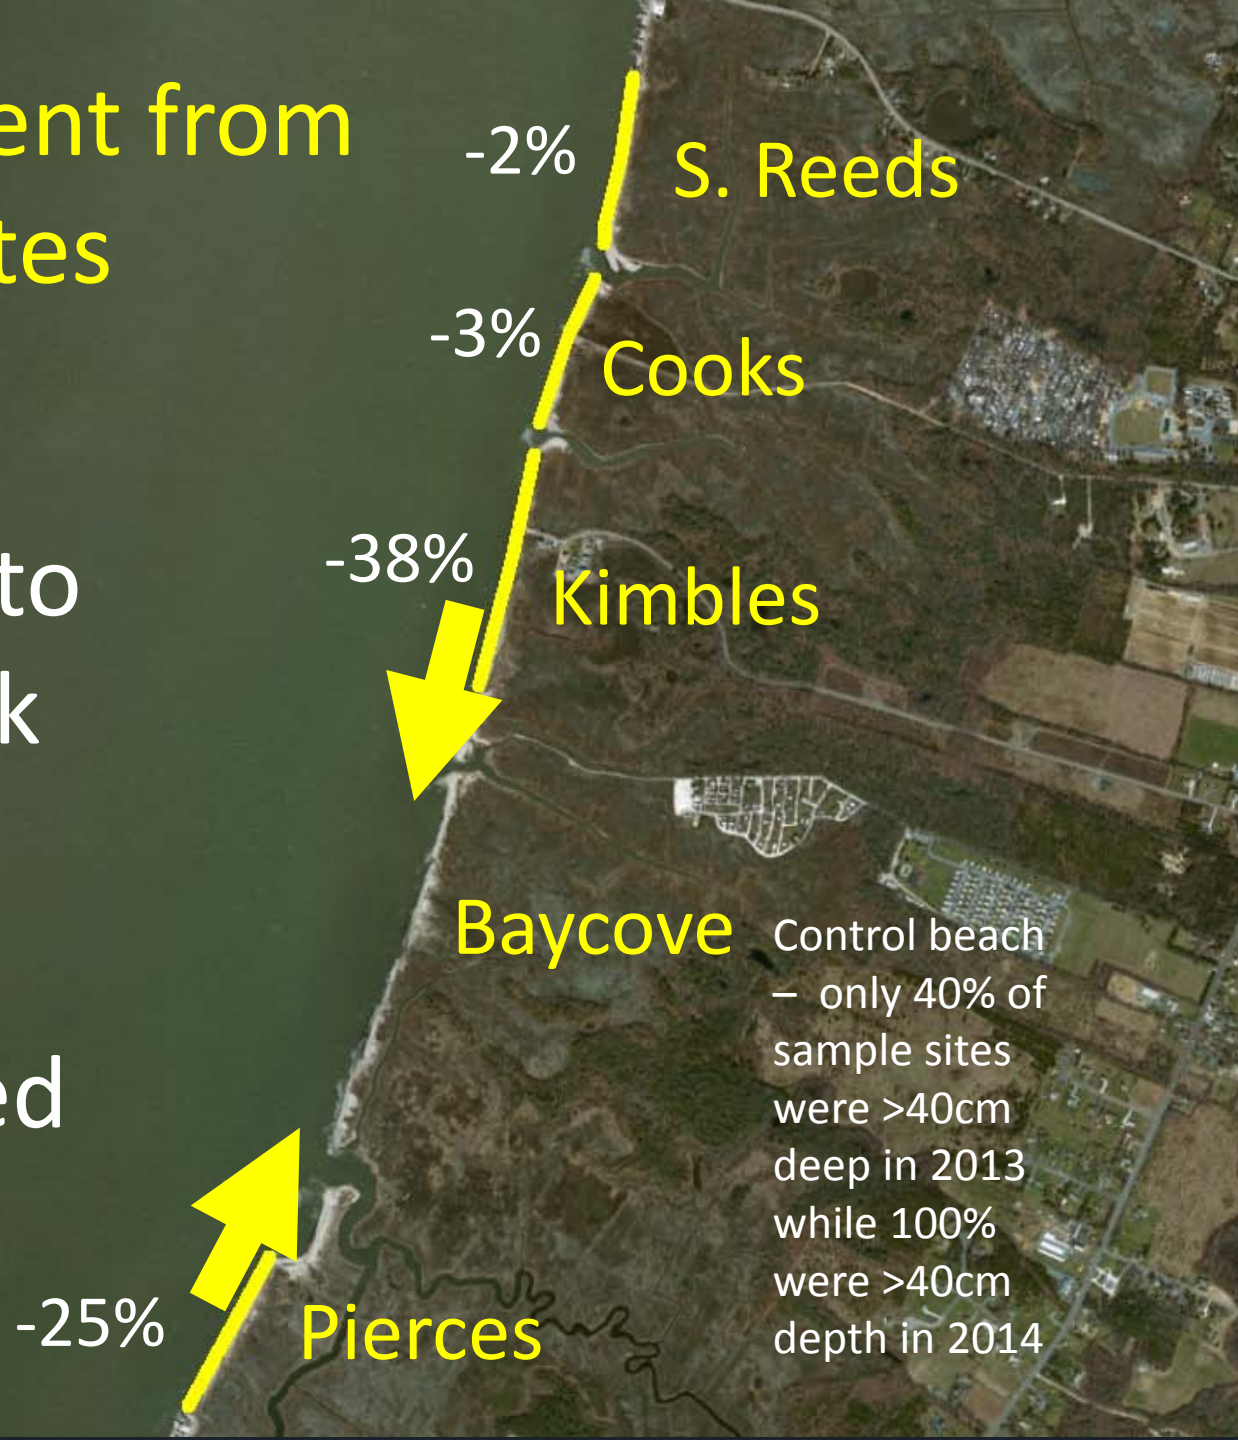 ent from
tes
to
k
ed
-2%
S. Reeds
-3%
Cooks
-38%
Kimbles
Baycove
Control beach
– only 40% of
sample sites
were >40cm
deep in 2013
while 100%
were >40cm
depth in 2014
-25%
Pierces